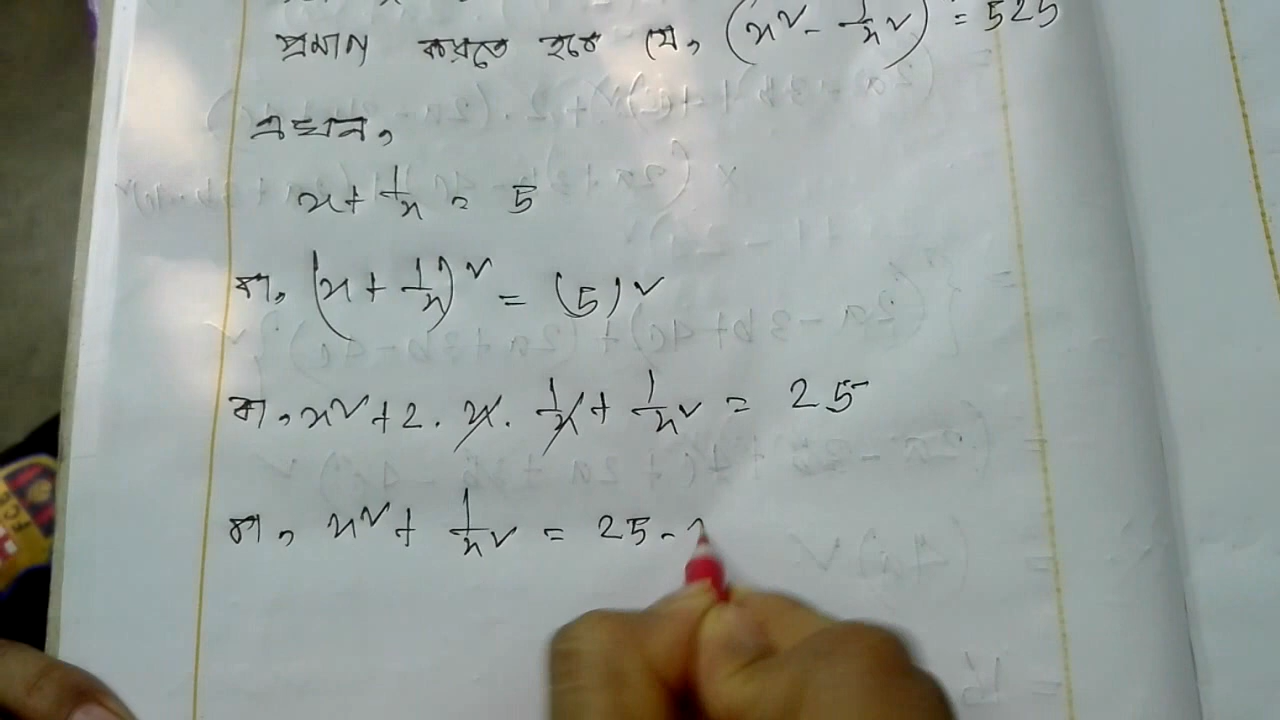 প্রমাণ করতে হবে যে, (x² - 1/x²) = 525
এখন,
x + 1/x = 5
বা, (x + 1/x)² = (5)²
বা, x² + 2 . x . 1/x + 1/x² = 25
বা, x² + 1/x² = 25 -